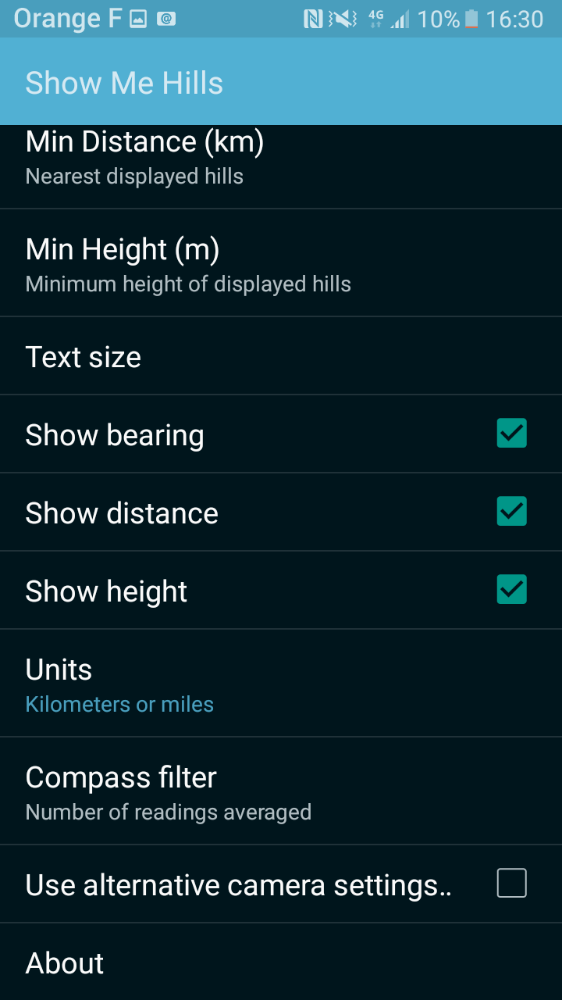 Orange F 4G 10% 16:30
Show Me Hills
Min Distance (km)
Nearest displayed hills
Min Height (m)
Minimum height of displayed hills
Text size
Show bearing
Show distance
Show height
Units
Kilometers or miles
Compass filter
Number of readings averaged
Use alternative camera settings..
About